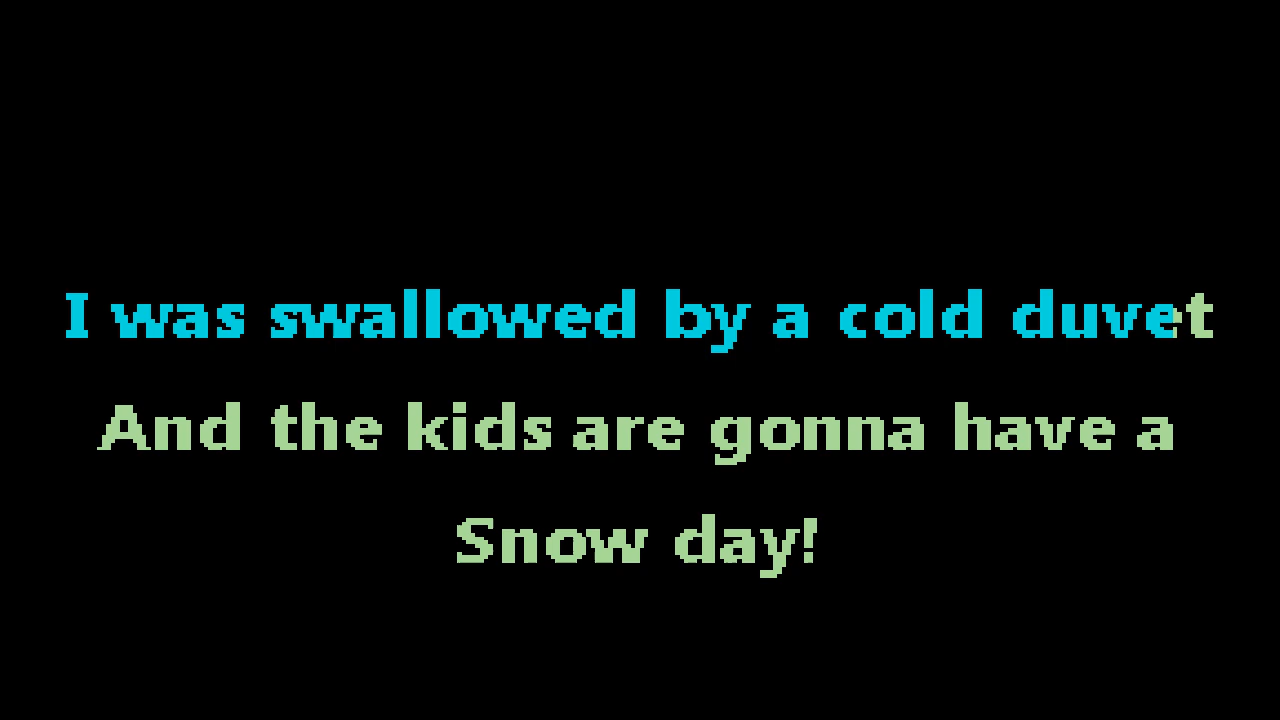 I was swallowed by a cold duvet
And the kids are gonna have a
Snow day!